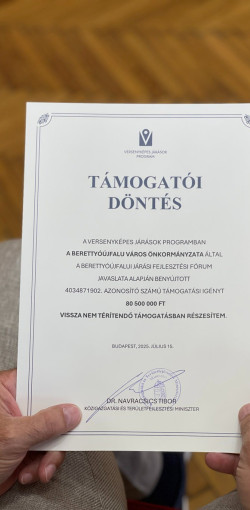 VERSENYKÉPES JÁRÁSOK
PROGRAM
TÁMOGATÓI
DÖNTÉS
A VERSENYKÉPES JÁRÁSOK PROGRAMBAN
A BERETTYÓÚJFALU VÁROS ÖNKORMÁNYZATA ÁLTAL
A BERETTYÓÚJFALUI JÁRÁSI FEJLESZTÉSI FÓRUM
JAVASLATA ALAPJÁN BENYÚJTOTT
4034671902. AZONOSÍTÓ SZÁMÚ TÁMOGATÁSI IGÉNYT
80 500 000 FT
VISSZA NEM TÉRÍTENDŐ TÁMOGATÁSBAN RÉSZESÍTEM.
BUDAPEST, 2025. JÚLIUS 15.
DR. NAVRACSICS TIBOR
KÖZIGAZGATÁSI ÉS TERÜLETFEJLESZTÉSI MINISZTER